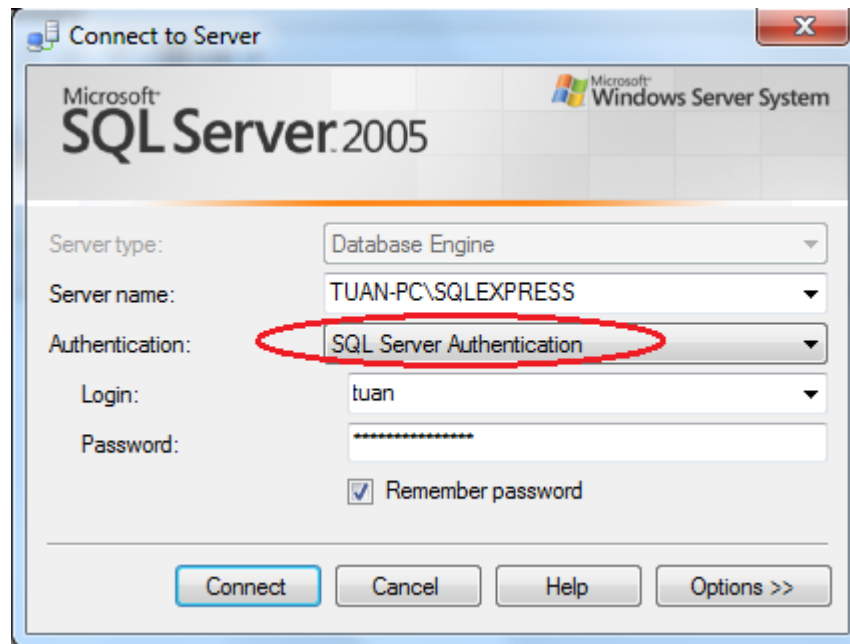 Connect to Server
Microsoft
SQL Server 2005
Microsoft
Windows Server System
Server type: Database Engine
Server name: TUAN-PC\SQLEXPRESS
Authentication: SQL Server Authentication
Login: tuan
Password: ***************
Remember password
Connect Cancel Help Options >>